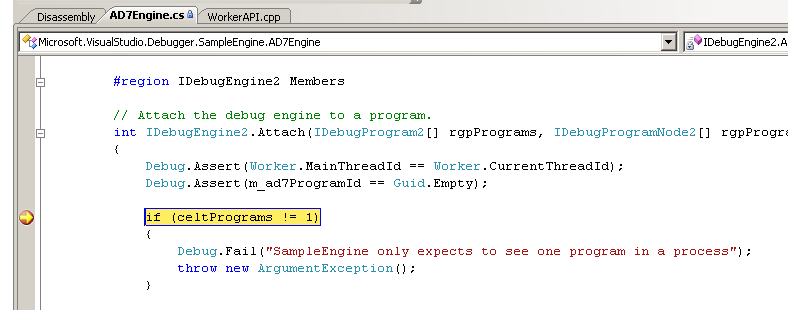 Disassembly AD7Engine.cs WorkerAPI.cpp
Microsoft.VisualStudio.Debugger.SampleEngine.AD7Engine IDebugEngine2.A
#region IDebugEngine2 Members
// Attach the debug engine to a program.
int IDebugEngine2.Attach(IDebugProgram2[] rgpPrograms, IDebugProgramNode2[] rgpProgra
{
Debug.Assert(Worker.MainThreadId == Worker.CurrentThreadId);
Debug.Assert(m_ad7ProgramId == Guid.Empty);
if (celtPrograms != 1)
{
Debug.Fail("SampleEngine only expects to see one program in a process");
throw new ArgumentException();
}